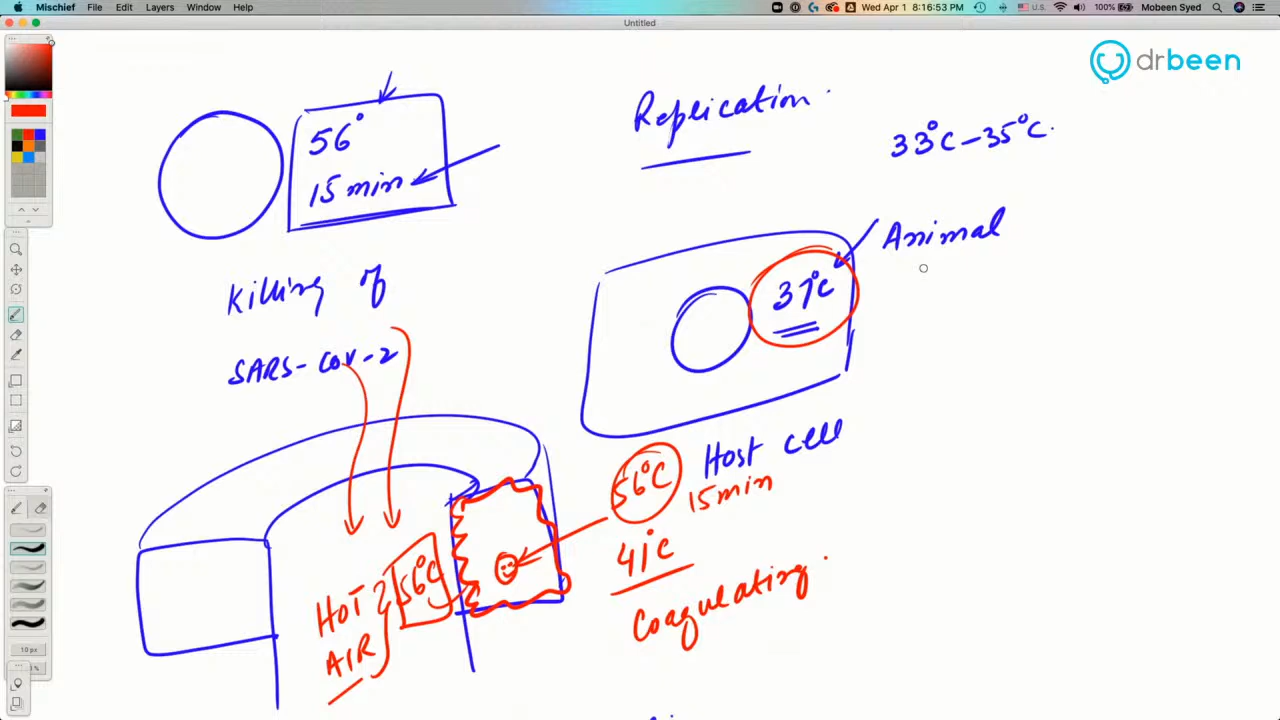 Mischief File Edit Layers Window Help
U.S. 100% Wed Apr 1 8:16:53 PM Mobeen Syed
Untitled
drbeen
56°
15 min
Replication.
33°C-35°C.
Animal
37°C
Killing of
SARS-COV-2
Host cell
56°C
15min
41°C
Coagulating.
HOT
AIR
56°C
10 px
%